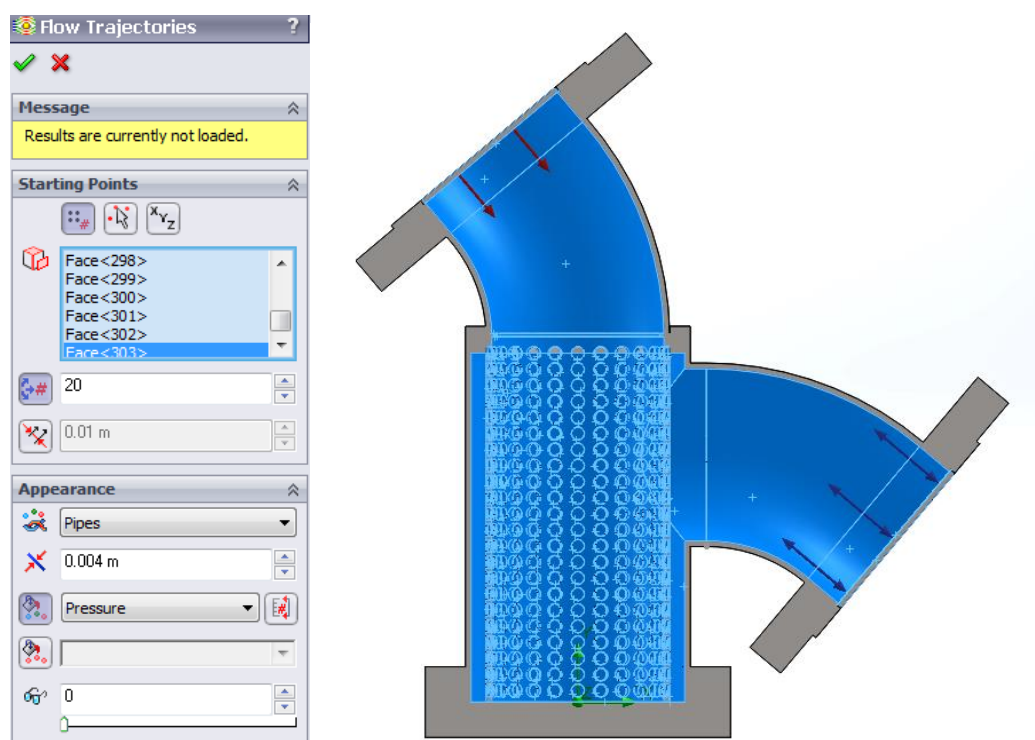 Flow Trajectories ?
Message
Results are currently not loaded.
Starting Points
#
X Y Z
Face<298>
Face<299>
Face<300>
Face<301>
Face<302>
Face<303>
# 20
0.01 m
Appearance
Pipes
0.004 m
Pressure #
0